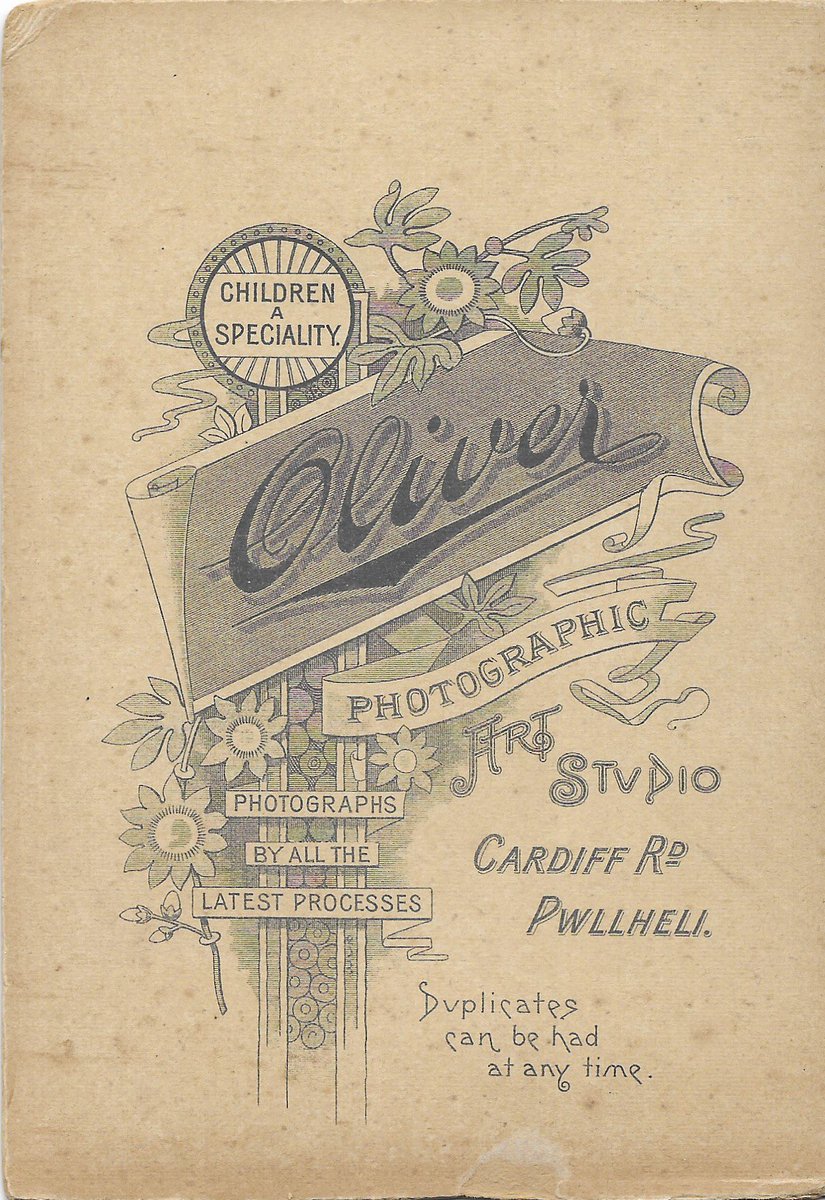 CHILDREN
A
SPECIALITY.
Oliver
PHOTOGRAPHIC
ART
STVDIO
PHOTOGRAPHS
BY ALL THE
LATEST PROCESSES
CARDIFF RD
PWLLHELI.
Duplicates
can be had
at any time.